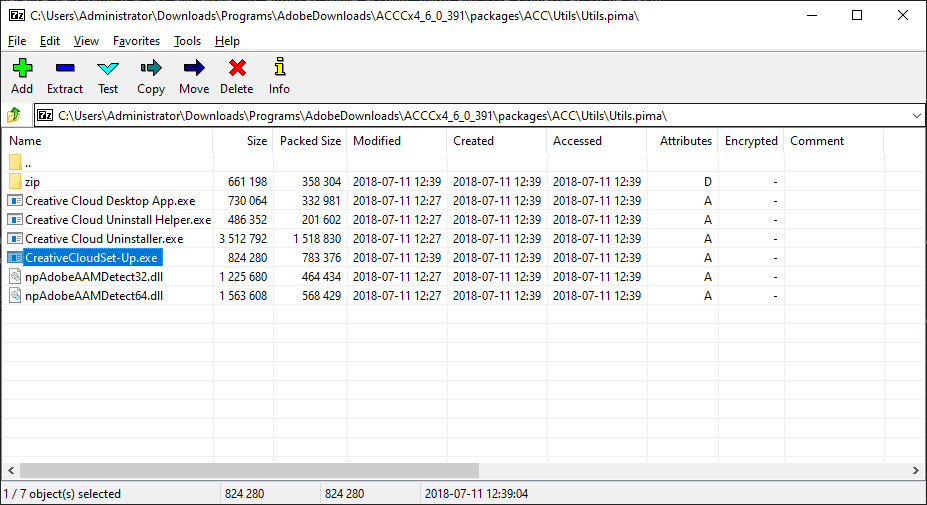 7z C:\Users\Administrator\Downloads\Programs\AdobeDownloads\ACCCx4_6_0_391\packages\ACC\Utils\Utils.pima\
File Edit View Favorites Tools Help
Add Extract Test Copy Move Delete Info
7z C:\Users\Administrator\Downloads\Programs\AdobeDownloads\ACCCx4_6_0_391\packages\ACC\Utils\Utils.pima\
Name Size Packed Size Modified Created Accessed Attributes Encrypted Comment
..
zip 661 198 358 304 2018-07-11 12:39 2018-07-11 12:39 2018-07-11 12:39 D -
Creative Cloud Desktop App.exe 730 064 332 981 2018-07-11 12:27 2018-07-11 12:39 2018-07-11 12:39 A -
Creative Cloud Uninstall Helper.exe 486 352 201 602 2018-07-11 12:27 2018-07-11 12:39 2018-07-11 12:39 A -
Creative Cloud Uninstaller.exe 3 512 792 1 518 830 2018-07-11 12:27 2018-07-11 12:39 2018-07-11 12:39 A -
CreativeCloudSet-Up.exe 824 280 783 376 2018-07-11 12:39 2018-07-11 12:39 2018-07-11 12:39 A -
npAdobeAAMDetect32.dll 1 225 680 464 434 2018-07-11 12:27 2018-07-11 12:39 2018-07-11 12:39 A -
npAdobeAAMDetect64.dll 1 563 608 568 429 2018-07-11 12:27 2018-07-11 12:39 2018-07-11 12:39 A -
1 / 7 object(s) selected 824 280 824 280 2018-07-11 12:39:04